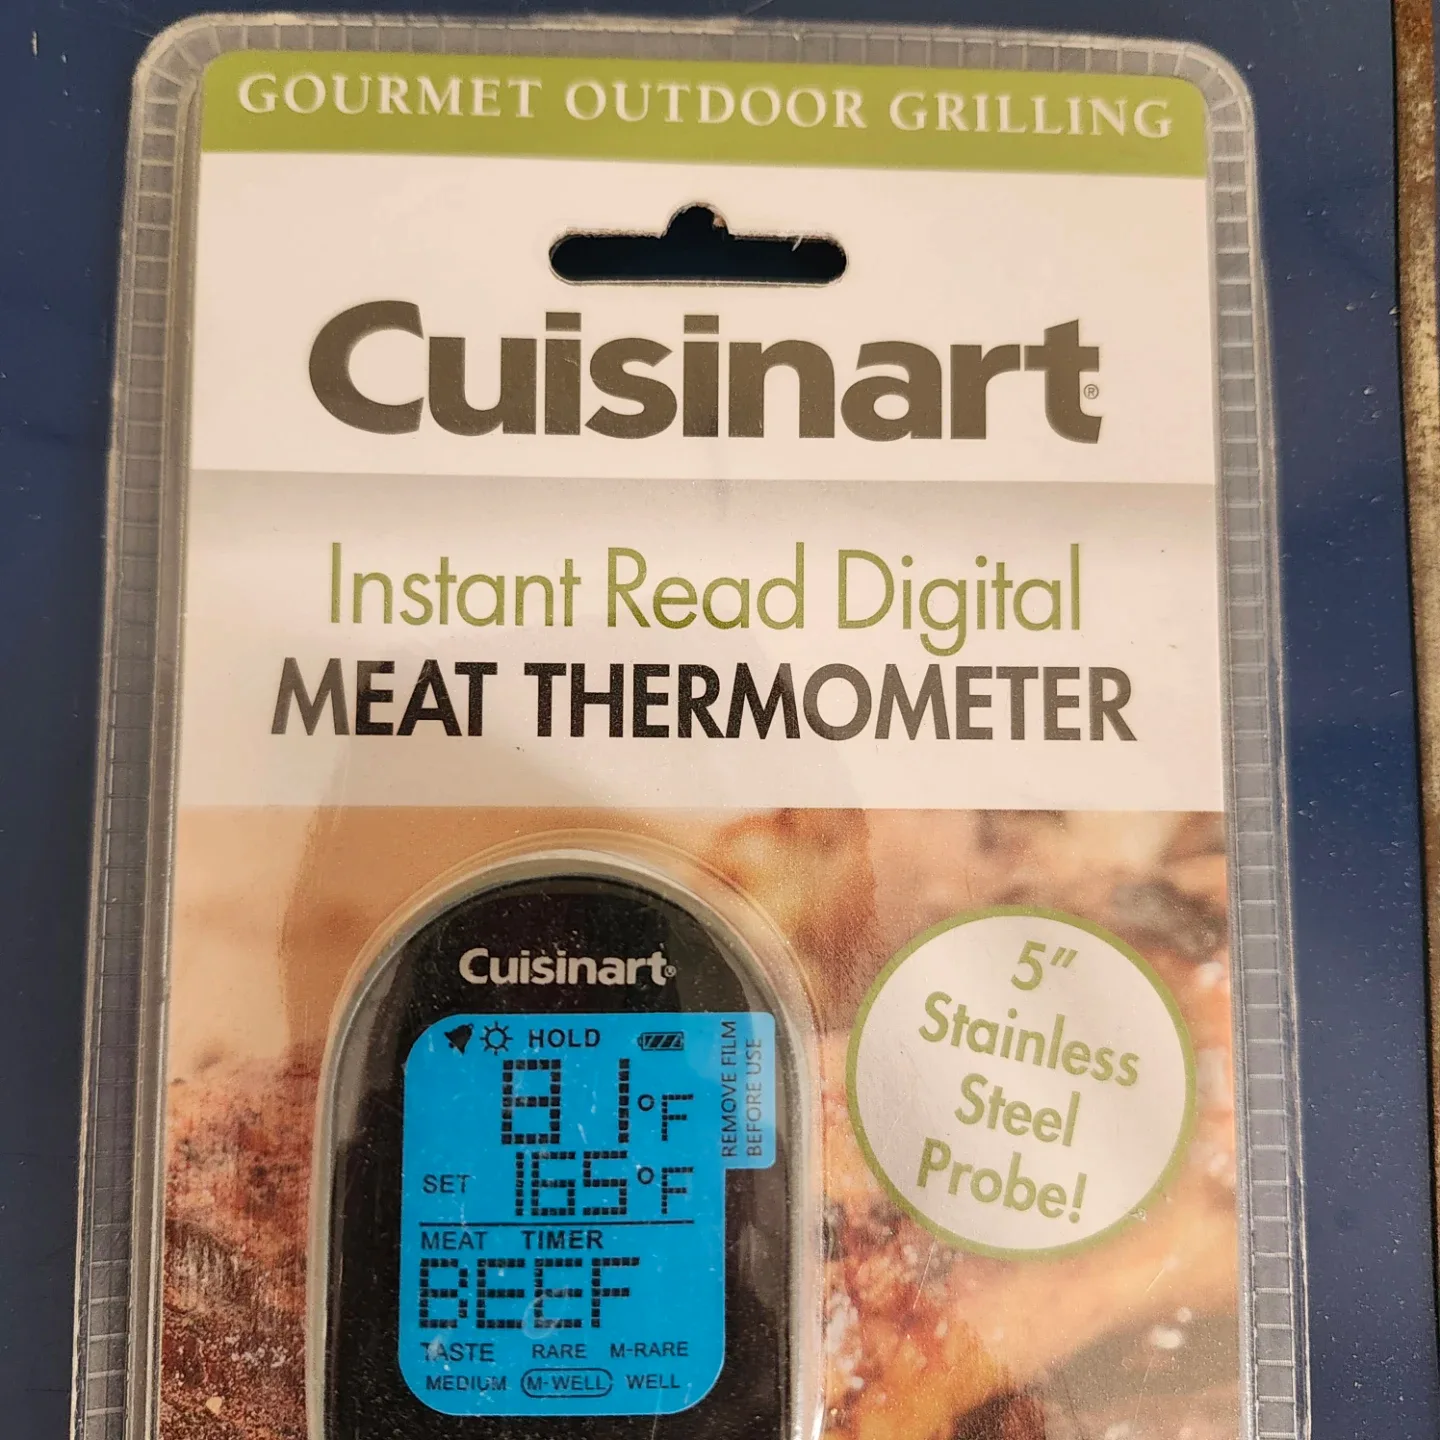 GOURMET OUTDOOR GRILLING
Cuisinart®
Instant Read Digital
MEAT THERMOMETER
Cuisinart®
HOLD
81°F
SET 165°F
REMOVE FILM
BEFORE USE
MEAT TIMER
BEEF
TASTE RARE M-RARE
MEDIUM M-WELL WELL
5"
Stainless
Steel
Probe!